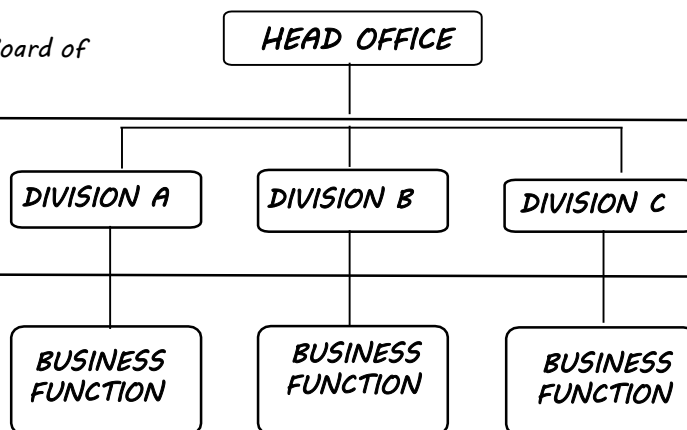 oard of
HEAD OFFICE
DIVISION A
DIVISION B
DIVISION C
BUSINESS
FUNCTION
BUSINESS
FUNCTION
BUSINESS
FUNCTION